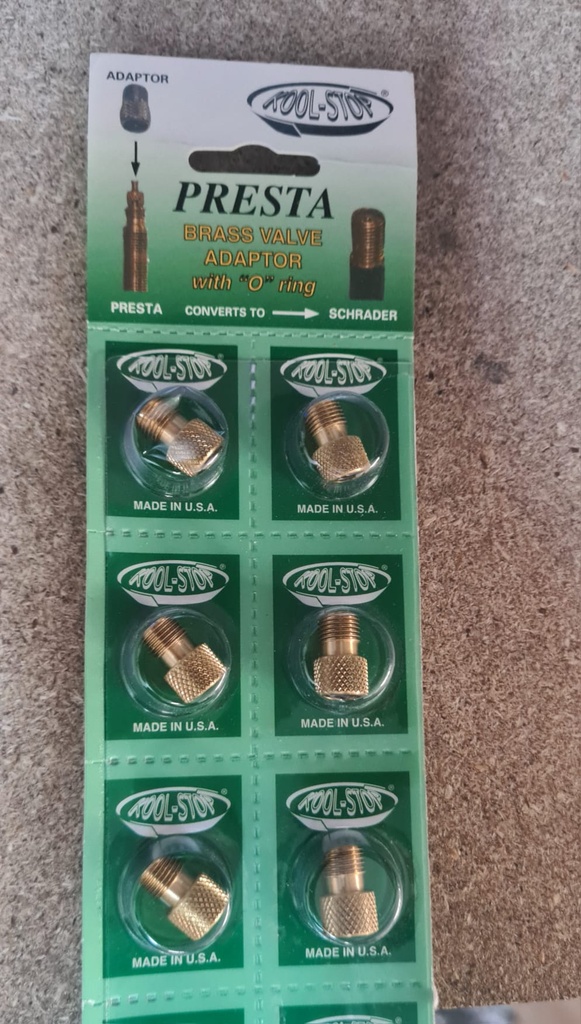 ADAPTOR
KOOL-STOP®
PRESTA
BRASS VALVE
ADAPTOR
with "O" ring
PRESTA CONVERTS TO SCHRADER
KOOL-STOP® KOOL-STOP®
MADE IN U.S.A. MADE IN U.S.A.
KOOL-STOP® KOOL-STOP®
MADE IN U.S.A. MADE IN U.S.A.
KOOL-STOP® KOOL-STOP®
MADE IN U.S.A. MADE IN U.S.A.